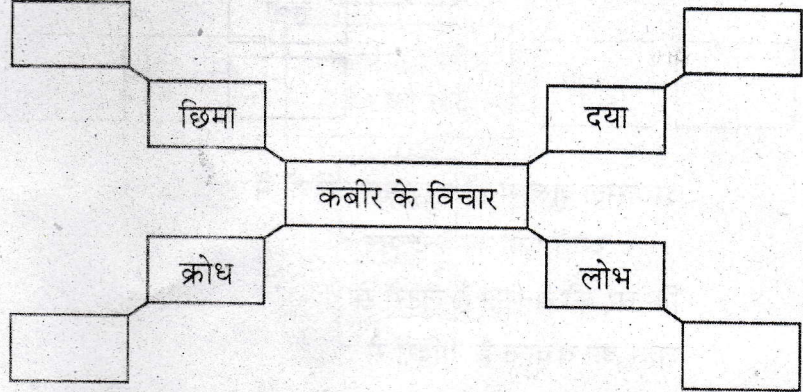 छिमा
दया
कबीर के विचार
क्रोध
लोभ